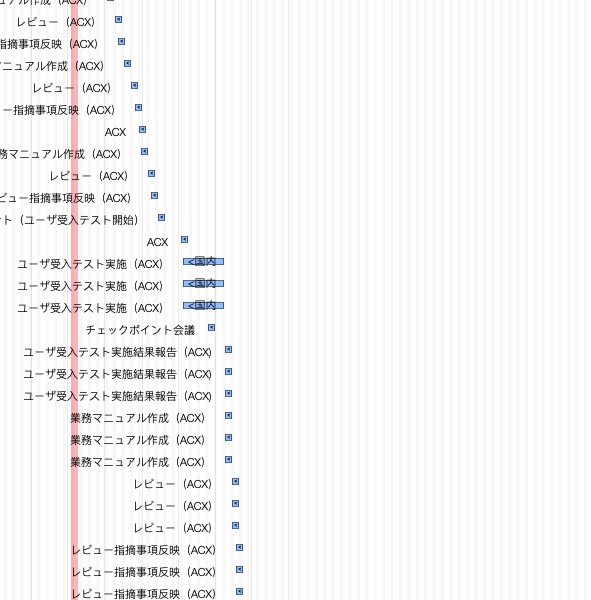 ュアル作成（ACX）
レビュー（ACX）
指摘事項反映（ACX）
ニュアル作成（ACX）
レビュー（ACX）
ー指摘事項反映（ACX）
ACX
務マニュアル作成（ACX）
レビュー（ACX）
ビュー指摘事項反映（ACX）
ント（ユーザ受入テスト開始）
ACX
ユーザ受入テスト実施（ACX） <国内
ユーザ受入テスト実施（ACX） <国内
ユーザ受入テスト実施（ACX） <国内
チェックポイント会議
ユーザ受入テスト実施結果報告（ACX）
ユーザ受入テスト実施結果報告（ACX）
ユーザ受入テスト実施結果報告（ACX）
業務マニュアル作成（ACX）
業務マニュアル作成（ACX）
業務マニュアル作成（ACX）
レビュー（ACX）
レビュー（ACX）
レビュー（ACX）
レビュー指摘事項反映（ACX）
レビュー指摘事項反映（ACX）
レビュー指摘事項反映（ACX）